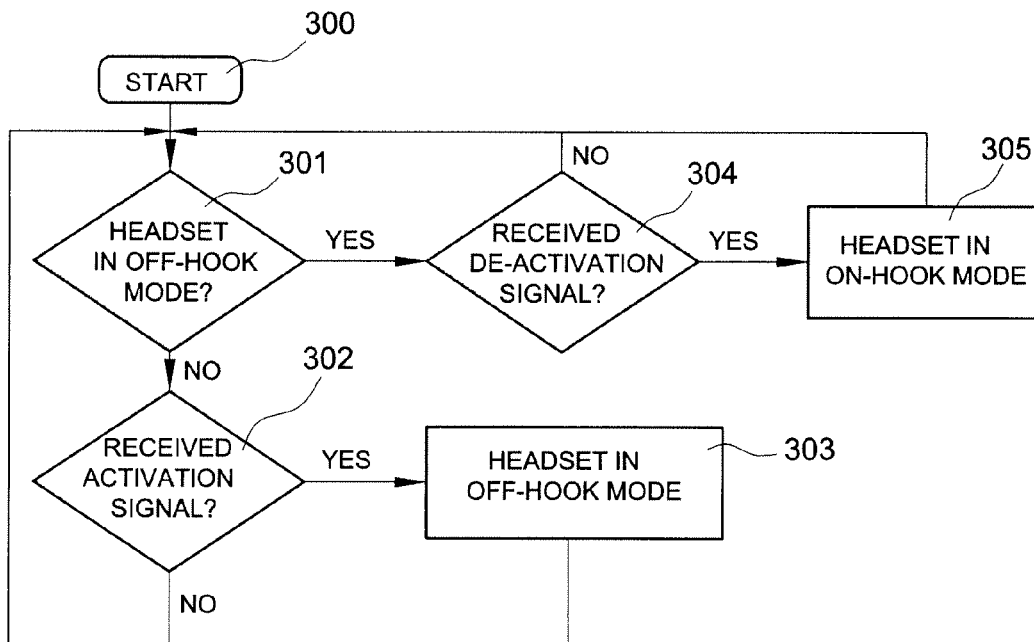 300
START
301
HEADSET
IN OFF-HOOK
MODE?
YES
NO
304
RECEIVED
DE-ACTIVATION
SIGNAL?
NO
YES
305
HEADSET IN
ON-HOOK MODE
302
RECEIVED
ACTIVATION
SIGNAL?
YES
NO
303
HEADSET IN
OFF-HOOK MODE